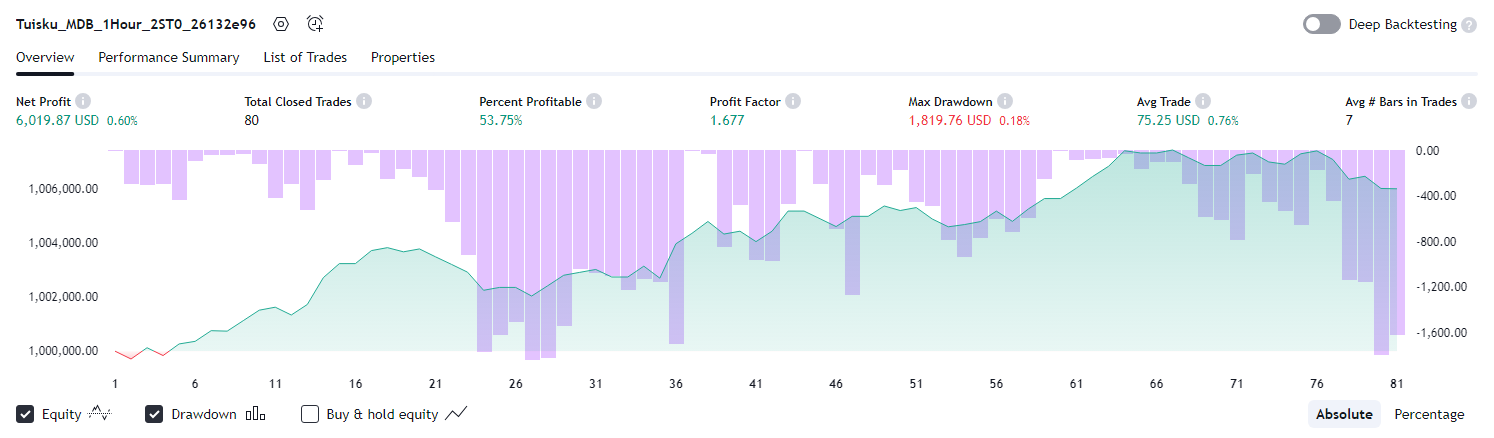 Tuisku_MDB_1Hour_2ST0_26132e96
Deep Backtesting ?
Overview Performance Summary List of Trades Properties
Net Profit i Total Closed Trades i Percent Profitable i Profit Factor i Max Drawdown i Avg Trade i Avg # Bars in Trades i
6,019.87 USD 0.60% 80 53.75% 1.677 1,819.76 USD 0.18% 75.25 USD 0.76% 7
0.00
1,006,000.00 -400.00
1,004,000.00 -800.00
1,002,000.00 -1,200.00
1,000,000.00 -1,600.00
1 6 11 16 21 26 31 36 41 46 51 56 61 66 71 76 81
Equity Drawdown Buy & hold equity Absolute Percentage